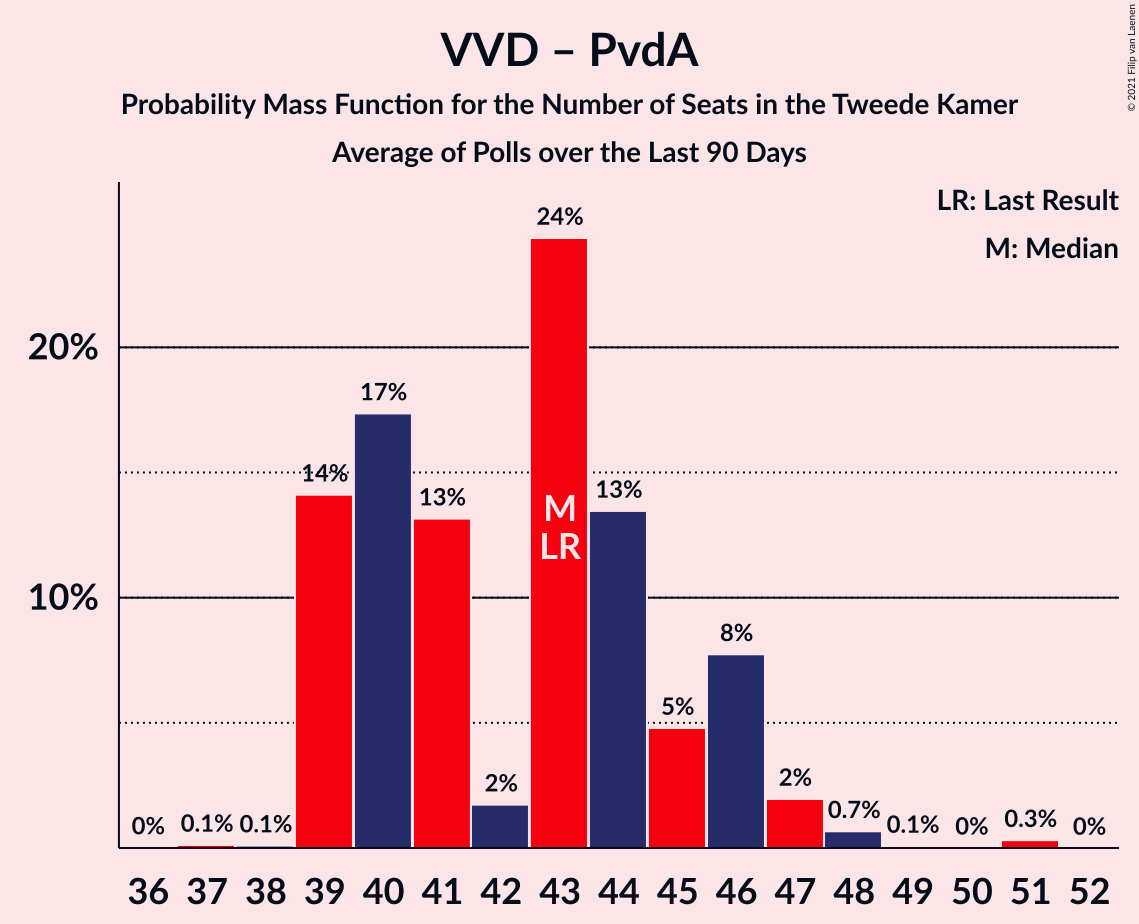 VVD – PvdA
Probability Mass Function for the Number of Seats in the Tweede Kamer
Average of Polls over the Last 90 Days
© 2021 Filip van Laenen
LR: Last Result
M: Median
24%
20%
17%
14%
13%
13%
M
LR
10%
8%
5%
2%
2%
0%
0.1%
0.1%
0.7%
0.1%
0%
0.3%
0%
36 37 38 39 40 41 42 43 44 45 46 47 48 49 50 51 52